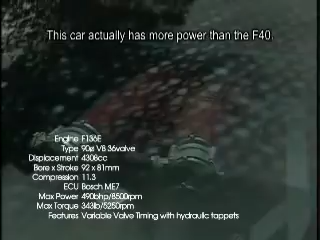 This car actually has more power than the F40.
Engine F136E
Type 90ø V8 36valve
Displacement 4308cc
Bore x Stroke 92 x 81mm
Compression 11.3
ECU Bosch ME7
Max Power 490bhp/8500rpm
Max Torque 343lb/5250rpm
Features Variable Valve Timing with hydraulic tappets